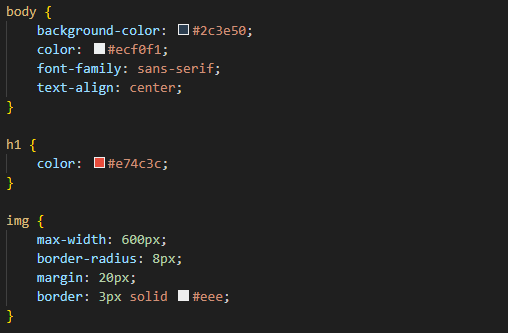 body {
    background-color: #2c3e50;
    color: #ecf0f1;
    font-family: sans-serif;
    text-align: center;
}

h1 {
    color: #e74c3c;
}

img {
    max-width: 600px;
    border-radius: 8px;
    margin: 20px;
    border: 3px solid #eee;
}